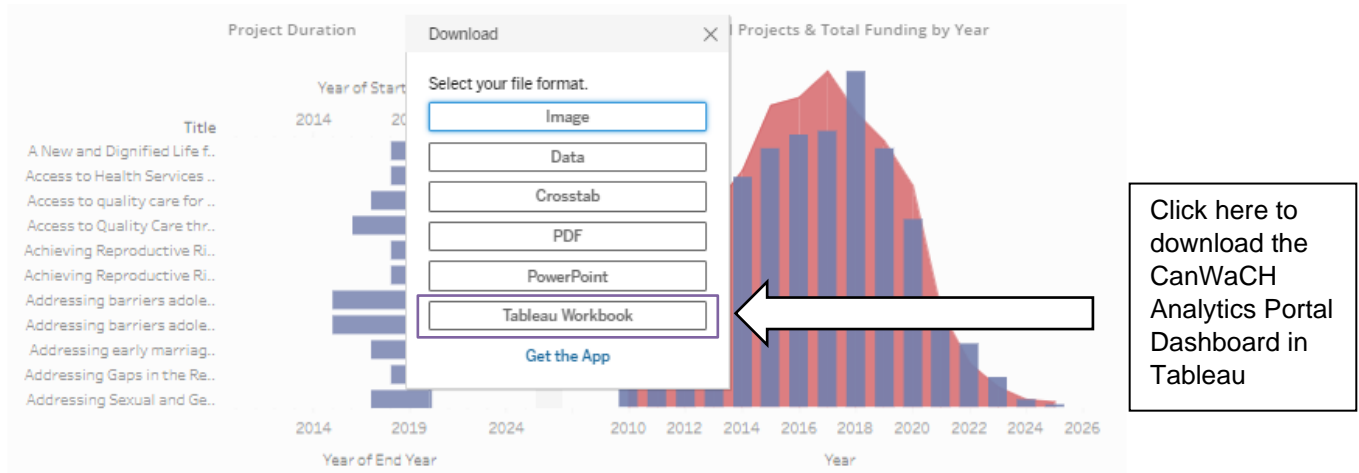 Project Duration
Download
l Projects & Total Funding by Year
Select your file format.
Year of Start
2014
20
Title
Image
Data
Crosstab
PDF
PowerPoint
Tableau Workbook
Get the App
A New and Dignified Life f..
Access to Health Services ..
Access to quality care for ..
Access to Quality Care thr..
Achieving Reproductive Ri..
Achieving Reproductive Ri..
Addressing barriers adole..
Addressing barriers adole..
Addressing early marriag..
Addressing Gaps in the Re..
Addressing Sexual and Ge..
2014 2019 2024
Year of End Year
2010 2012 2014 2016 2018 2020 2022 2024 2026
Year
Click here to
download the
CanWaCH
Analytics Portal
Dashboard in
Tableau